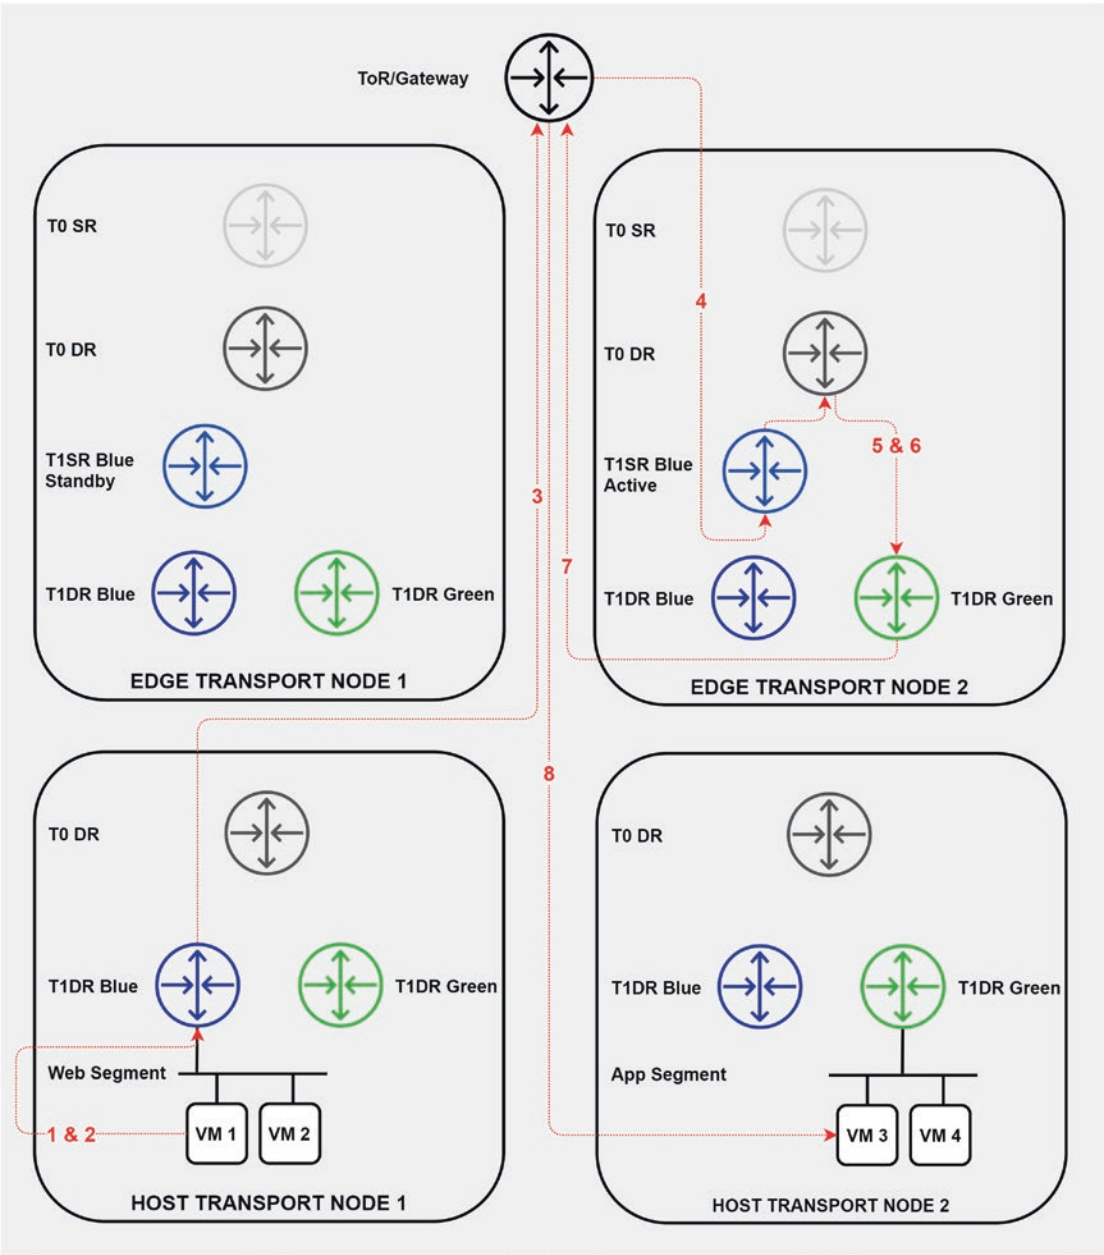 ToR/Gateway
T0 SR
T0 DR
T1SR Blue
Standby
T1DR Blue
T1DR Green
EDGE TRANSPORT NODE 1
T0 SR
T0 DR
T1SR Blue
Active
T1DR Blue
T1DR Green
EDGE TRANSPORT NODE 2
3
4
5 & 6
7
8
T0 DR
T1DR Blue
T1DR Green
Web Segment
1 & 2
VM 1
VM 2
HOST TRANSPORT NODE 1
T0 DR
T1DR Blue
T1DR Green
App Segment
VM 3
VM 4
HOST TRANSPORT NODE 2